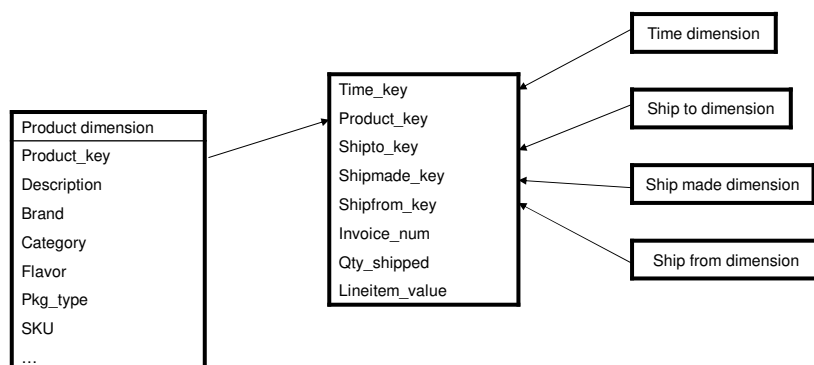 Product dimension
Product_key
Description
Brand
Category
Flavor
Pkg_type
SKU
...
Time_key
Product_key
Shipto_key
Shipmade_key
Shipfrom_key
Invoice_num
Qty_shipped
Lineitem_value
Time dimension
Ship to dimension
Ship made dimension
Ship from dimension